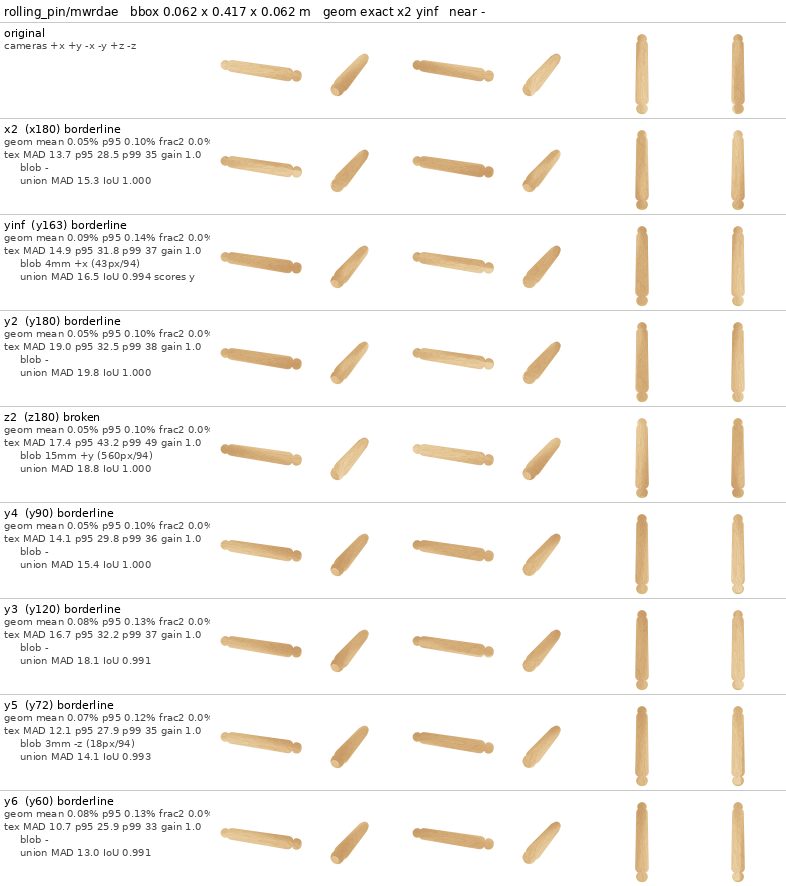 rolling_pin/mwrdae   bbox 0.062 x 0.417 x 0.062 m   geom exact x2 yinf   near -
original
cameras +x +y -x -y +z -z
x2  (x180) borderline
geom mean 0.05% p95 0.10% frac2 0.0%
tex MAD 13.7 p95 28.5 p99 35 gain 1.0
blob -
union MAD 15.3 IoU 1.000
yinf  (y163) borderline
geom mean 0.09% p95 0.14% frac2 0.0%
tex MAD 14.9 p95 31.8 p99 37 gain 1.0
blob 4mm +x (43px/94)
union MAD 16.5 IoU 0.994 scores y
y2  (y180) borderline
geom mean 0.05% p95 0.10% frac2 0.0%
tex MAD 19.0 p95 32.5 p99 38 gain 1.0
blob -
union MAD 19.8 IoU 1.000
z2  (z180) broken
geom mean 0.05% p95 0.10% frac2 0.0%
tex MAD 17.4 p95 43.2 p99 49 gain 1.0
blob 15mm +y (560px/94)
union MAD 18.8 IoU 1.000
y4  (y90) borderline
geom mean 0.05% p95 0.10% frac2 0.0%
tex MAD 14.1 p95 29.8 p99 36 gain 1.0
blob -
union MAD 15.4 IoU 1.000
y3  (y120) borderline
geom mean 0.08% p95 0.13% frac2 0.0%
tex MAD 16.7 p95 32.2 p99 37 gain 1.0
blob -
union MAD 18.1 IoU 0.991
y5  (y72) borderline
geom mean 0.07% p95 0.12% frac2 0.0%
tex MAD 12.1 p95 27.9 p99 35 gain 1.0
blob 3mm -z (18px/94)
union MAD 14.1 IoU 0.993
y6  (y60) borderline
geom mean 0.08% p95 0.13% frac2 0.0%
tex MAD 10.7 p95 25.9 p99 33 gain 1.0
blob -
union MAD 13.0 IoU 0.991